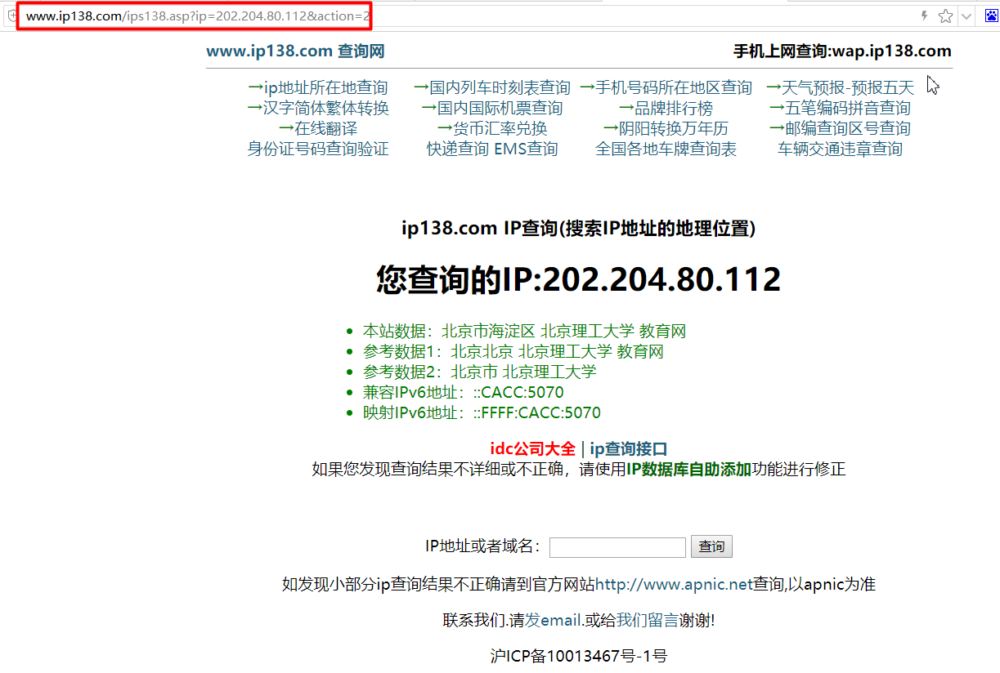 www.ip138.com/ips138.asp?ip=202.204.80.112&action=2
www.ip138.com 查询网 手机上网查询:wap.ip138.com
→ip地址所在地查询 →国内列车时刻表查询 →手机号码所在地区查询 →天气预报-预报五天
→汉字简体繁体转换 →国内国际机票查询 →品牌排行榜 →五笔编码拼音查询
→在线翻译 →货币汇率兑换 →阴阳转换万年历 →邮编查询区号查询
身份证号码查询验证 快递查询 EMS查询 全国各地车牌查询表 车辆交通违章查询
ip138.com IP查询(搜索IP地址的地理位置)
您查询的IP:202.204.80.112
• 本站数据：北京市海淀区 北京理工大学 教育网
• 参考数据1：北京北京 北京理工大学 教育网
• 参考数据2：北京市 北京理工大学
• 兼容IPv6地址：::CACC:5070
• 映射IPv6地址：::FFFF:CACC:5070
idc公司大全 | ip查询接口
如果您发现查询结果不详细或不正确，请使用IP数据库自助添加功能进行修正
IP地址或者域名： 查询
如发现小部分ip查询结果不正确请到官方网站http://www.apnic.net查询,以apnic为准
联系我们.请发email.或给我们留言谢谢!
沪ICP备10013467号-1号